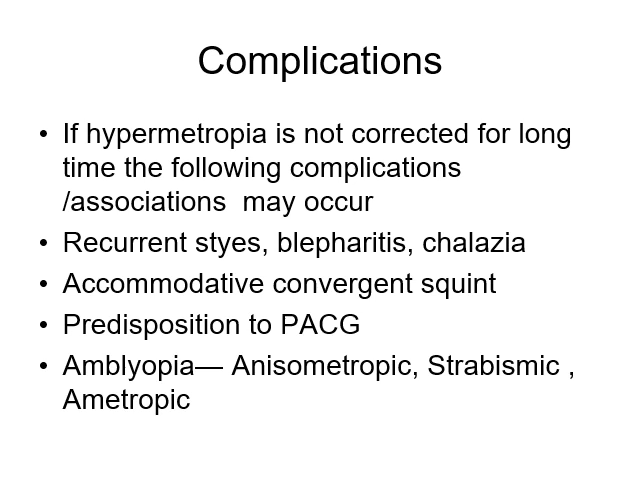 Complications
• If hypermetropia is not corrected for long
time the following complications
/associations  may occur
• Recurrent styes, blepharitis, chalazia
• Accommodative convergent squint
• Predisposition to PACG
• Amblyopia— Anisometropic, Strabismic ,
Ametropic